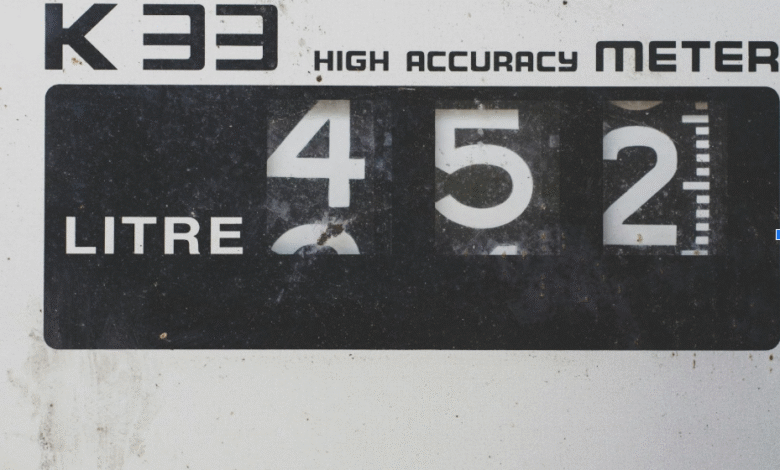 K33 HIGH ACCURACY METER
LITRE 452